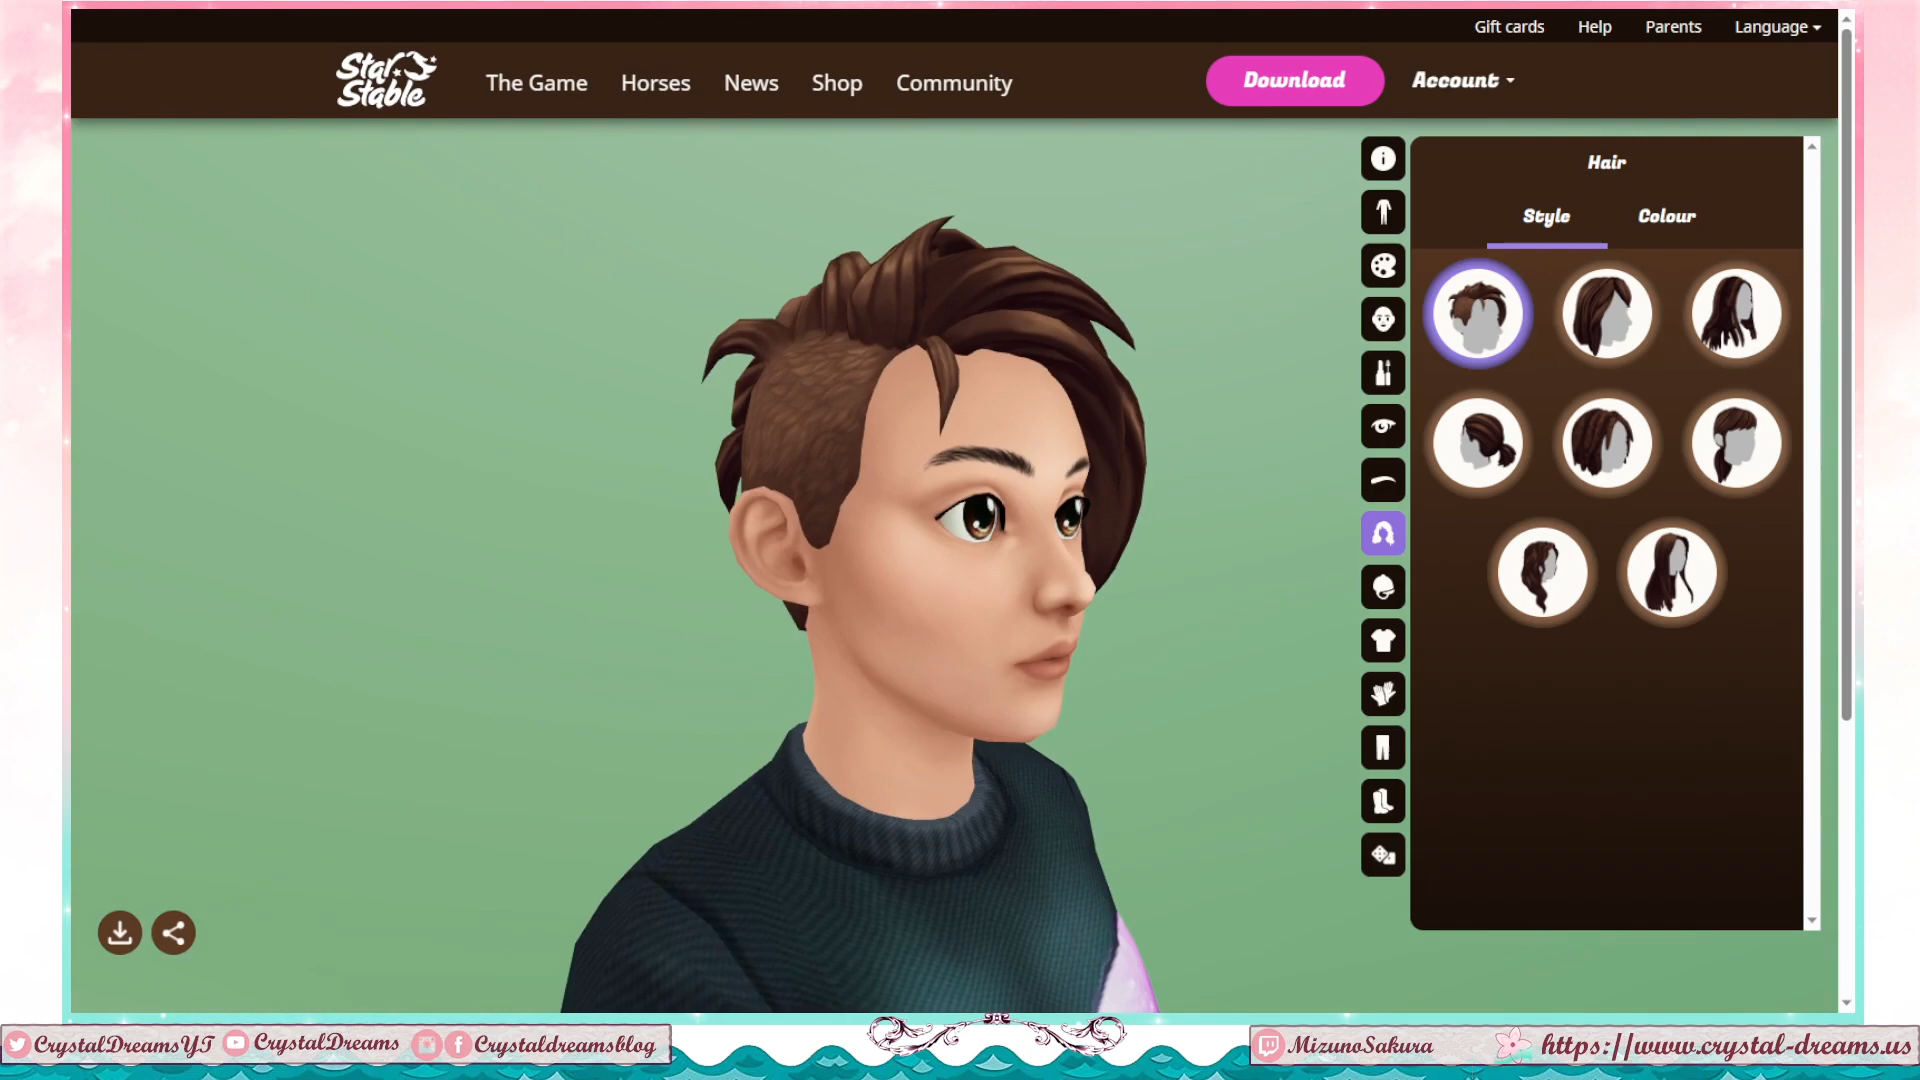 Gift cards Help Parents Language
Star Stable
The Game Horses News Shop Community
Download
Account
Hair
Style Colour
CrystalDreamsYT CrystalDreams Crystaldreamsblog
MizunoSakura https://www.crystal-dreams.us